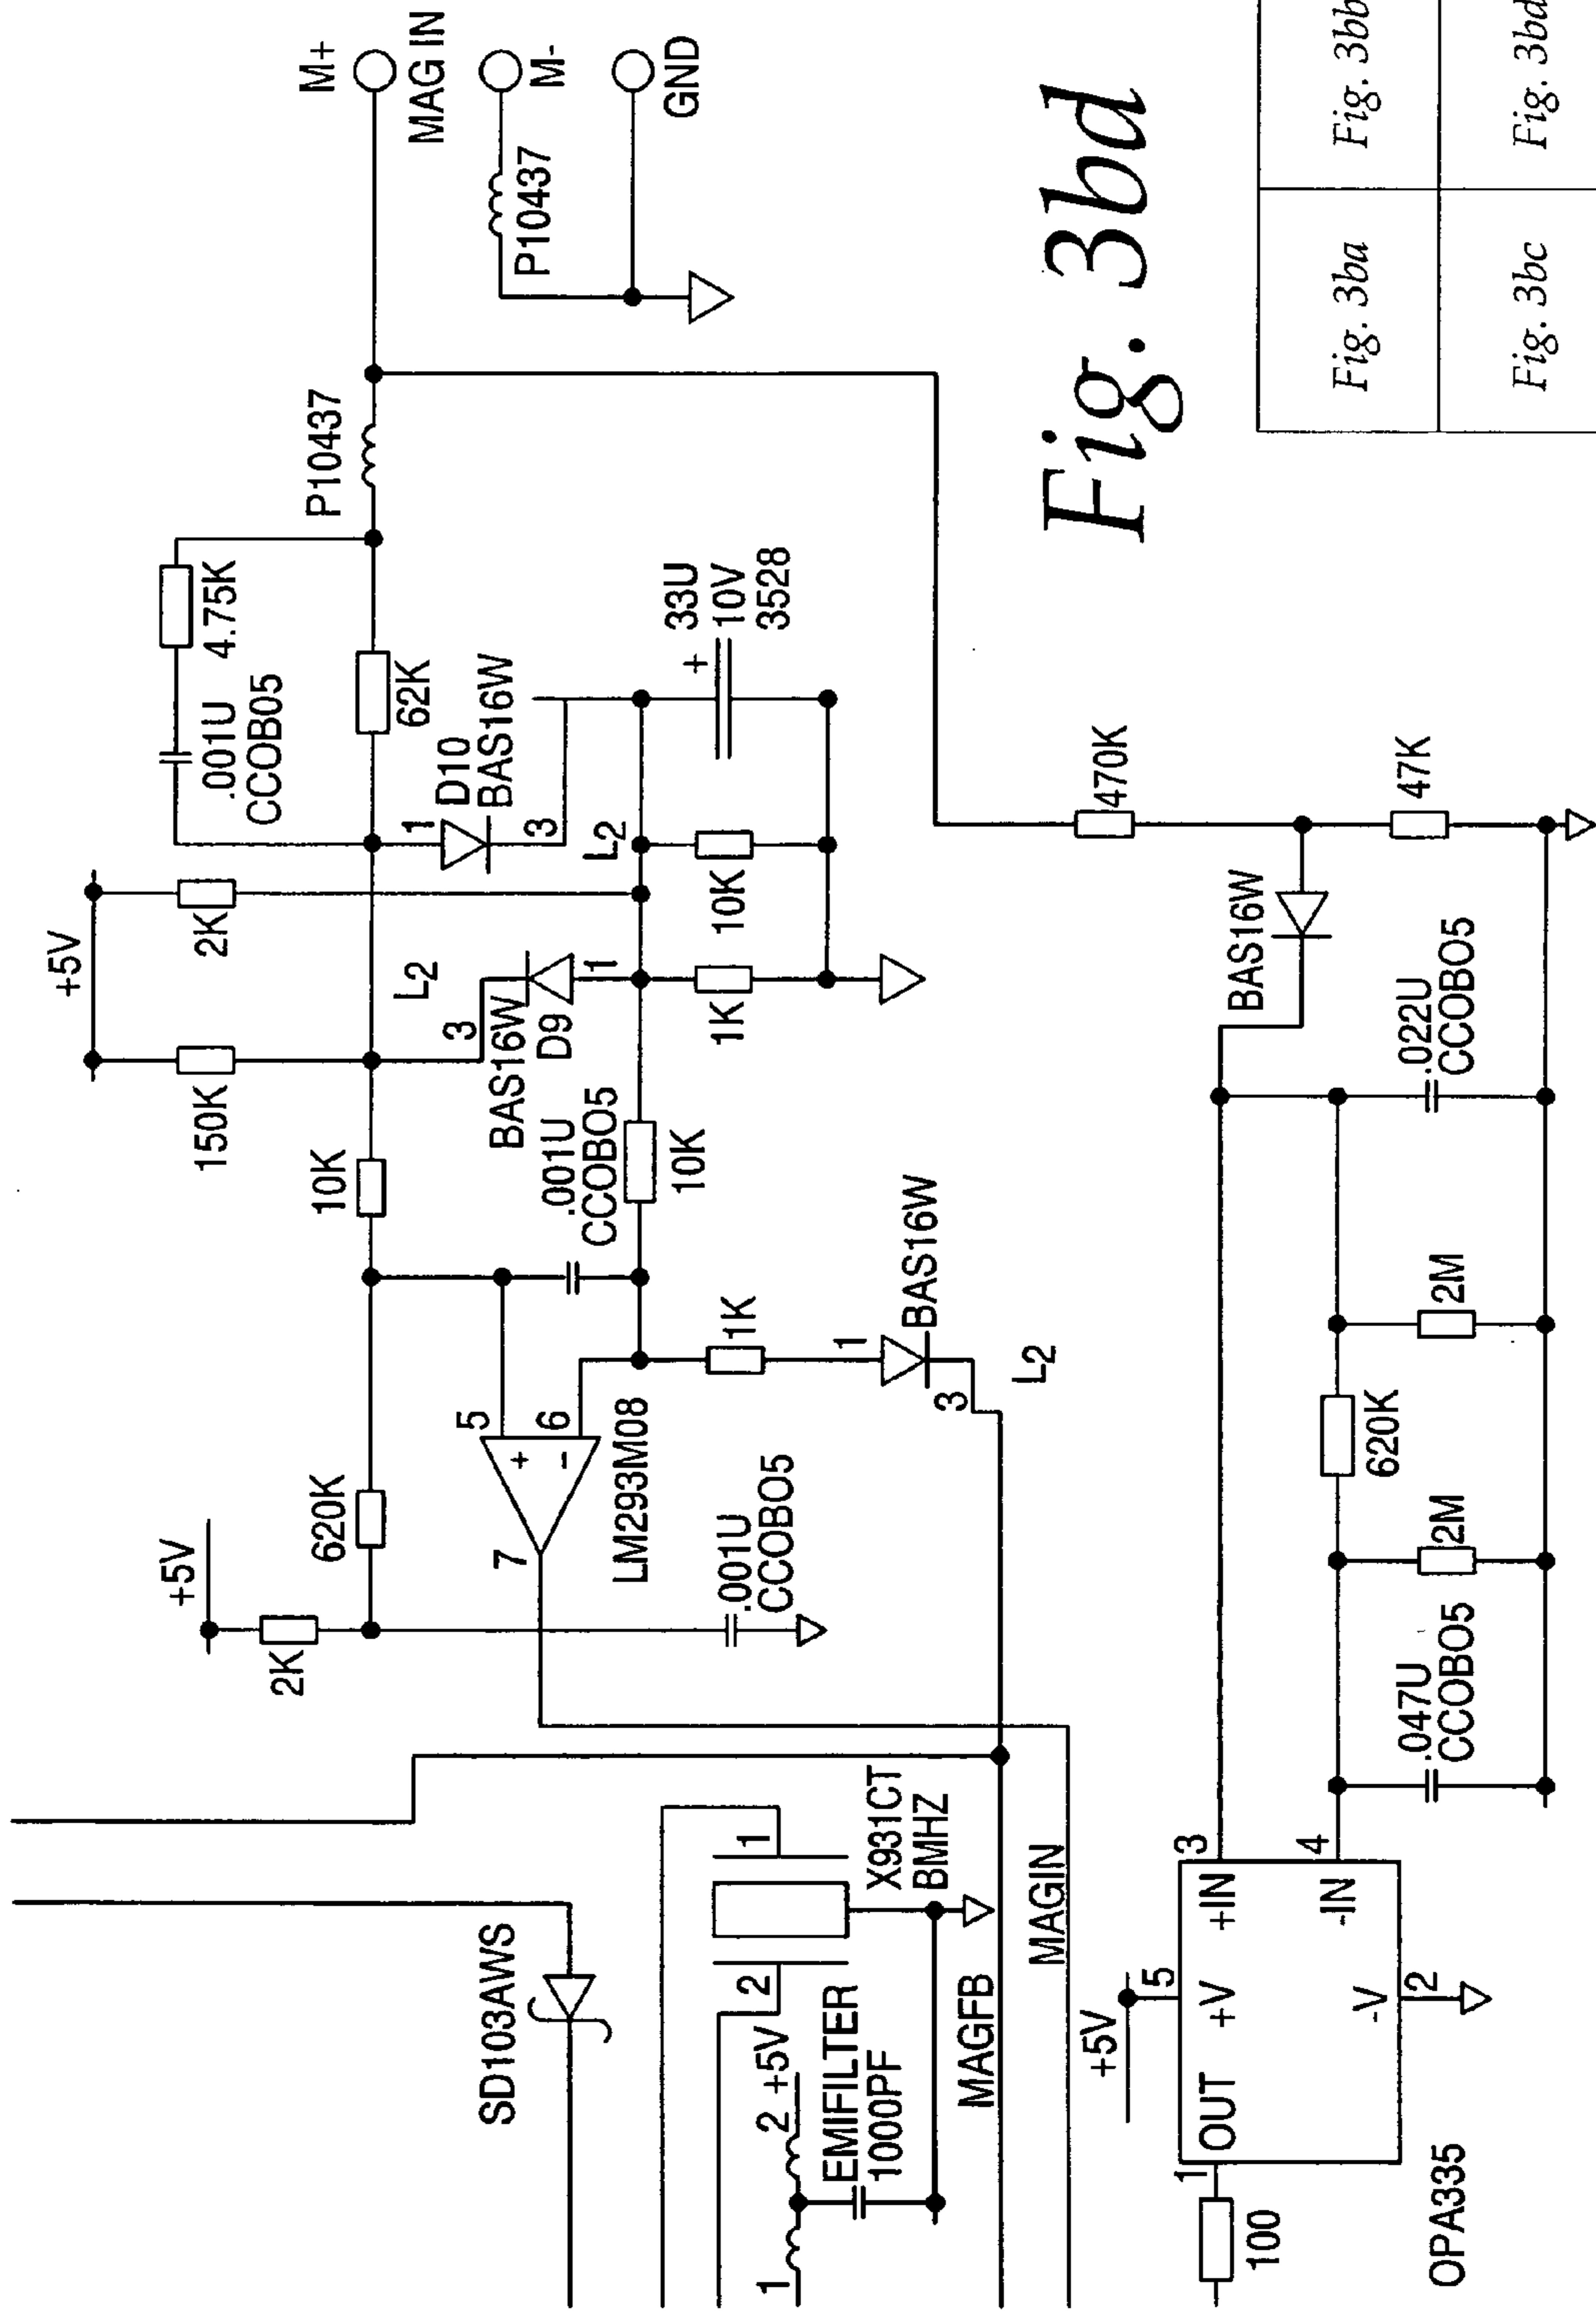 M+
MAG IN
M-
P10437
GND
P10437
4.75K
.001U
CCOB05
62K
D10
BAS16W
1
3
33U
10V
3528
+
L2
10K
+5V
2K
150K
L2
3
BAS16W
D9
1
1K
10K
.001U
CCOBO5
10K
+5V
2K
620K
5
6
7
+
-
LM293M08
.001U
CCOBO5
1K
1
BAS16W
3
L2
SD103AWS
1
2
X931CT
BMHZ
1
2
+5V
EMIFILTER
1000PF
MAGFB
MAGIN
470K
47K
BAS16W
.022U
CCOBO5
2M
620K
2M
.047U
CCOBO5
+5V
5
3
4
1
2
OUT
+V
+IN
-IN
-V
100
OPA335
Fig. 3bd
Fig. 3ba
Fig. 3bb
Fig. 3bc
Fig. 3bd